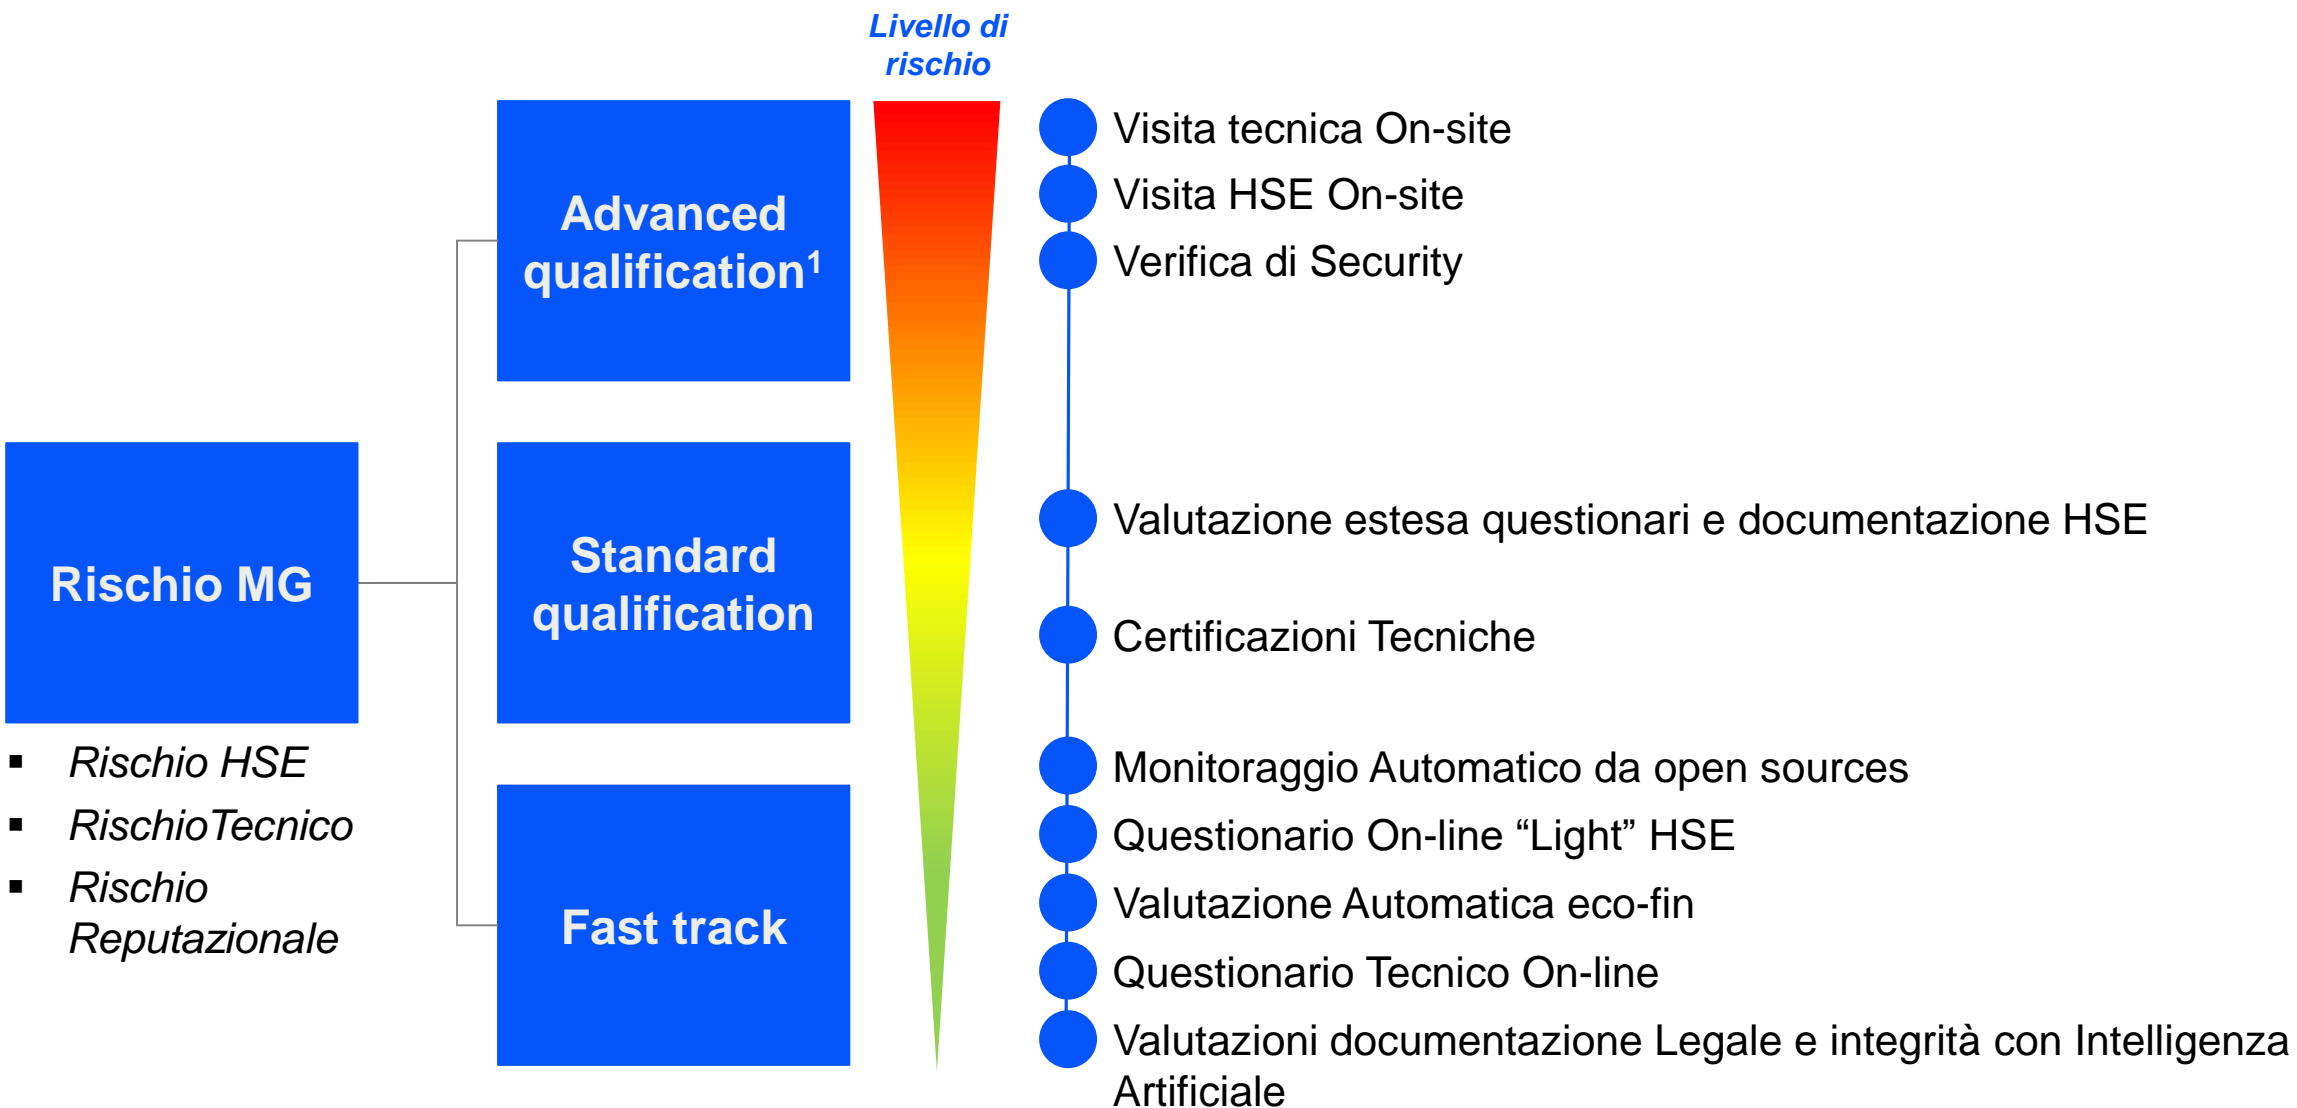 Livello di
rischio
Advanced
qualification¹
Visita tecnica On-site
Visita HSE On-site
Verifica di Security
Rischio MG
Standard
qualification
Valutazione estesa questionari e documentazione HSE
Certificazioni Tecniche
▪ Rischio HSE
▪ RischioTecnico
▪ Rischio
Reputazionale
Fast track
Monitoraggio Automatico da open sources
Questionario On-line “Light” HSE
Valutazione Automatica eco-fin
Questionario Tecnico On-line
Valutazioni documentazione Legale e integrità con Intelligenza
Artificiale